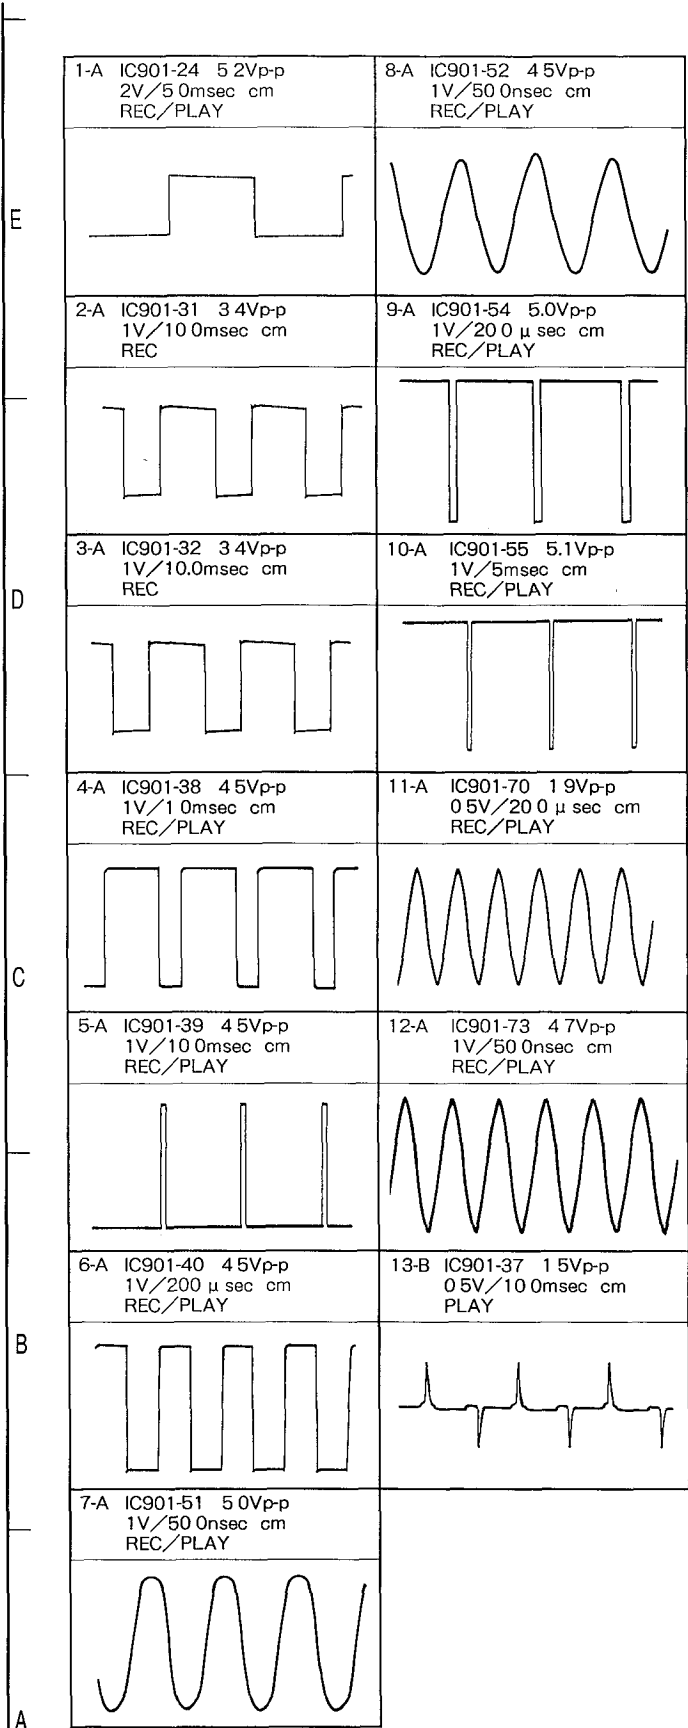 1-A IC901-24 5 2Vp-p
2V/5 0msec cm
REC/PLAY
2-A IC901-31 3 4Vp-p
1V/10 0msec cm
REC
3-A IC901-32 3 4Vp-p
1V/10.0msec cm
REC
4-A IC901-38 4 5Vp-p
1V/1 0msec cm
REC/PLAY
5-A IC901-39 4 5Vp-p
1V/10 0msec cm
REC/PLAY
6-A IC901-40 4 5Vp-p
1V/200 μ sec cm
REC/PLAY
7-A IC901-51 5 0Vp-p
1V/50 0nsec cm
REC/PLAY
8-A IC901-52 4 5Vp-p
1V/50 0nsec cm
REC/PLAY
9-A IC901-54 5.0Vp-p
1V/20 0 μ sec cm
REC/PLAY
10-A IC901-55 5.1Vp-p
1V/5msec cm
REC/PLAY
11-A IC901-70 1 9Vp-p
0 5V/20 0 μ sec cm
REC/PLAY
12-A IC901-73 4 7Vp-p
1V/50 0nsec cm
REC/PLAY
13-B IC901-37 1 5Vp-p
0 5V/10 0msec cm
PLAY
E
D
C
B
A